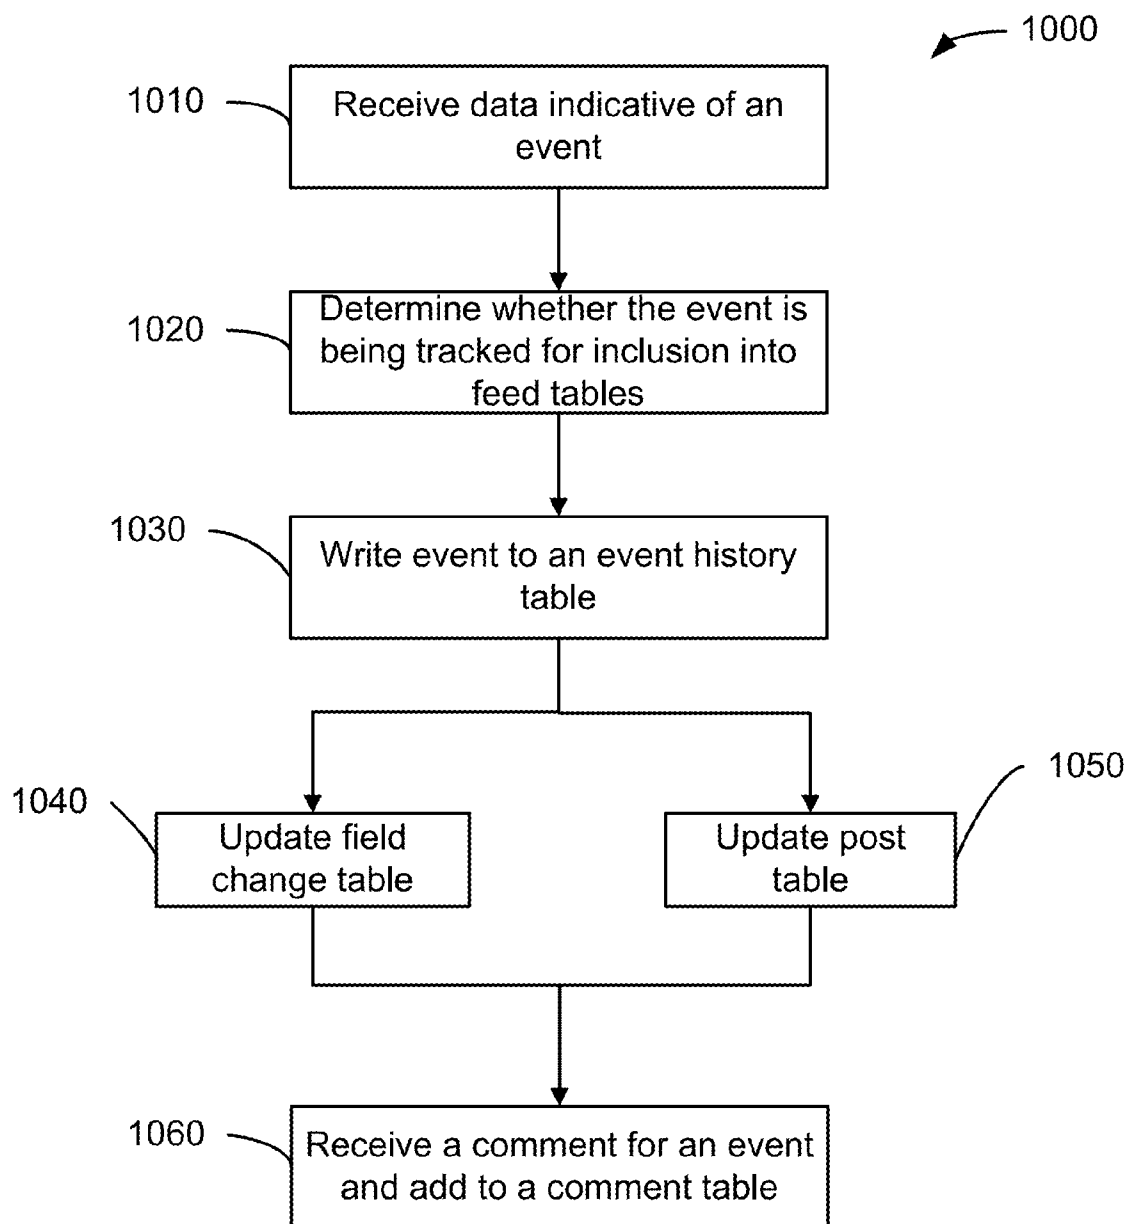 1000
1010
Receive data indicative of an
event
1020
Determine whether the event is
being tracked for inclusion into
feed tables
1030
Write event to an event history
table
1040
Update field
change table
1050
Update post
table
1060
Receive a comment for an event
and add to a comment table